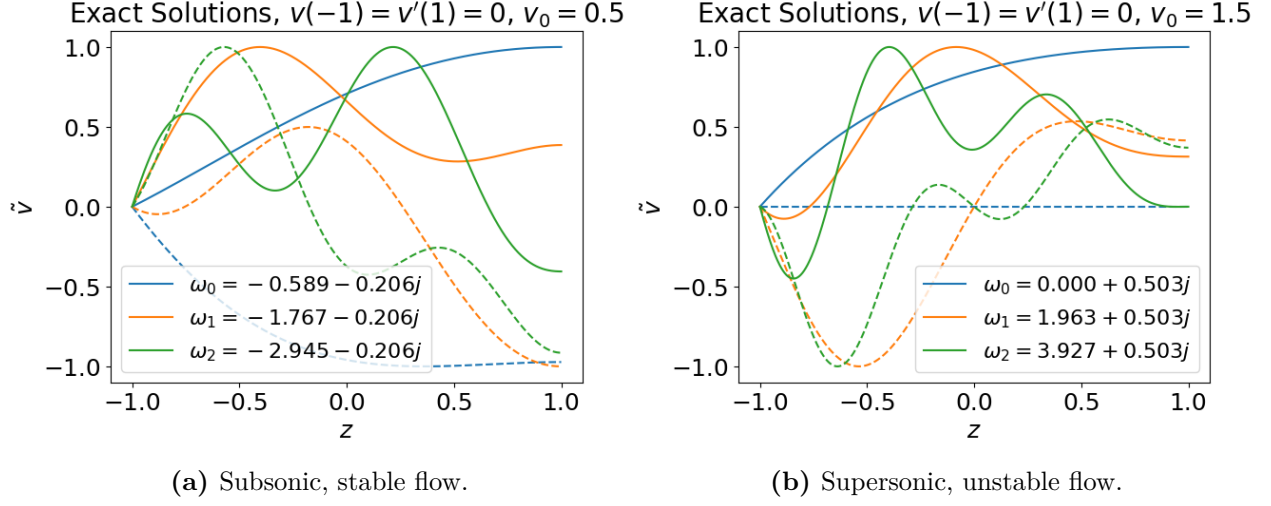 Exact Solutions, v(−1) = v′(1) = 0, v₀ = 0.5
1.0
0.5
0.0
−0.5
−1.0
ṽ
ω₀ = − 0.589 − 0.206j
ω₁ = − 1.767 − 0.206j
ω₂ = − 2.945 − 0.206j
−1.0 −0.5 0.0 0.5 1.0
z
(a) Subsonic, stable flow.
Exact Solutions, v(−1) = v′(1) = 0, v₀ = 1.5
1.0
0.5
0.0
−0.5
−1.0
ṽ
ω₀ = 0.000 + 0.503j
ω₁ = 1.963 + 0.503j
ω₂ = 3.927 + 0.503j
−1.0 −0.5 0.0 0.5 1.0
z
(b) Supersonic, unstable flow.